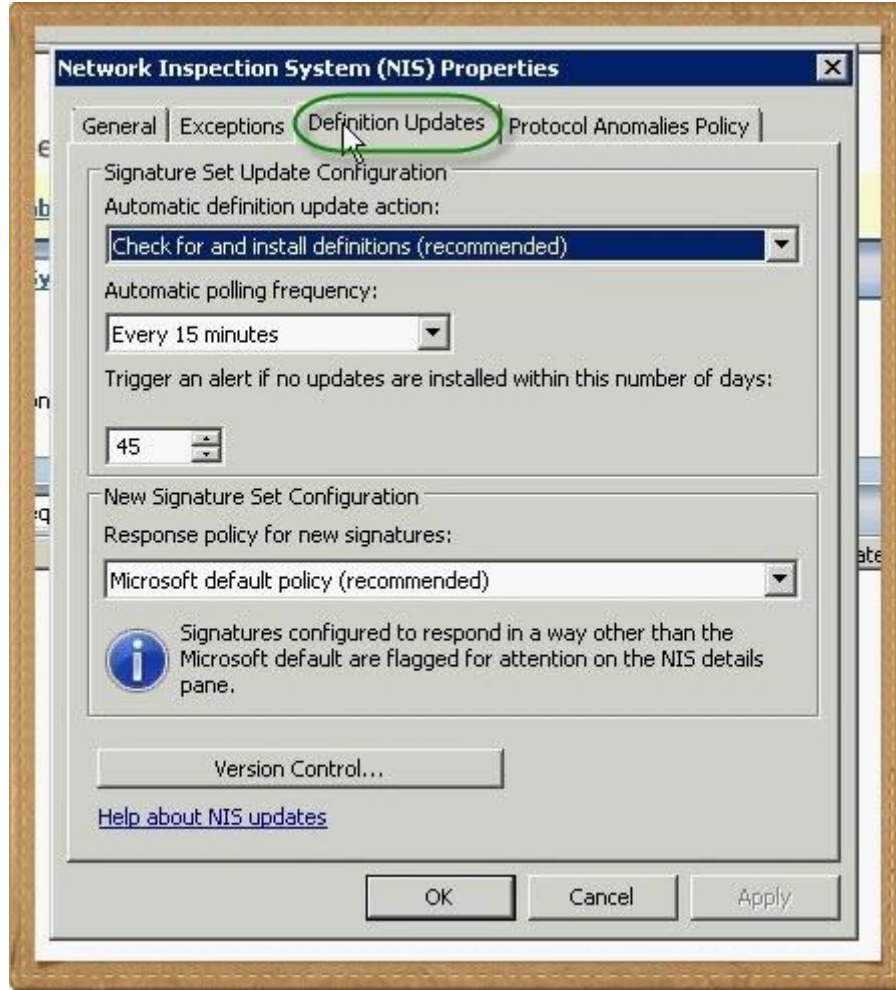 Network Inspection System (NIS) Properties
General Exceptions Definition Updates Protocol Anomalies Policy
Signature Set Update Configuration
Automatic definition update action:
Check for and install definitions (recommended)
Automatic polling frequency:
Every 15 minutes
Trigger an alert if no updates are installed within this number of days:
45
New Signature Set Configuration
Response policy for new signatures:
Microsoft default policy (recommended)
Signatures configured to respond in a way other than the
Microsoft default are flagged for attention on the NIS details
pane.
Version Control...
Help about NIS updates
OK Cancel Apply